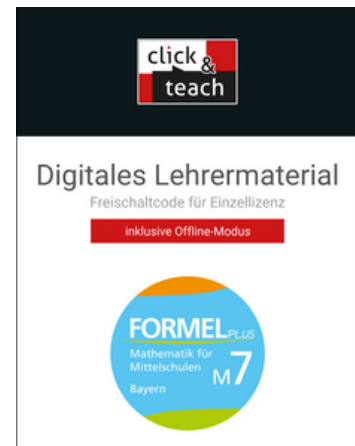 click &
teach
Digitales Lehrermaterial
Freischaltcode für Einzellizenz
inklusive Offline-Modus
FORMEL PLUS
Mathematik für
Mittelschulen
M7
Bayern